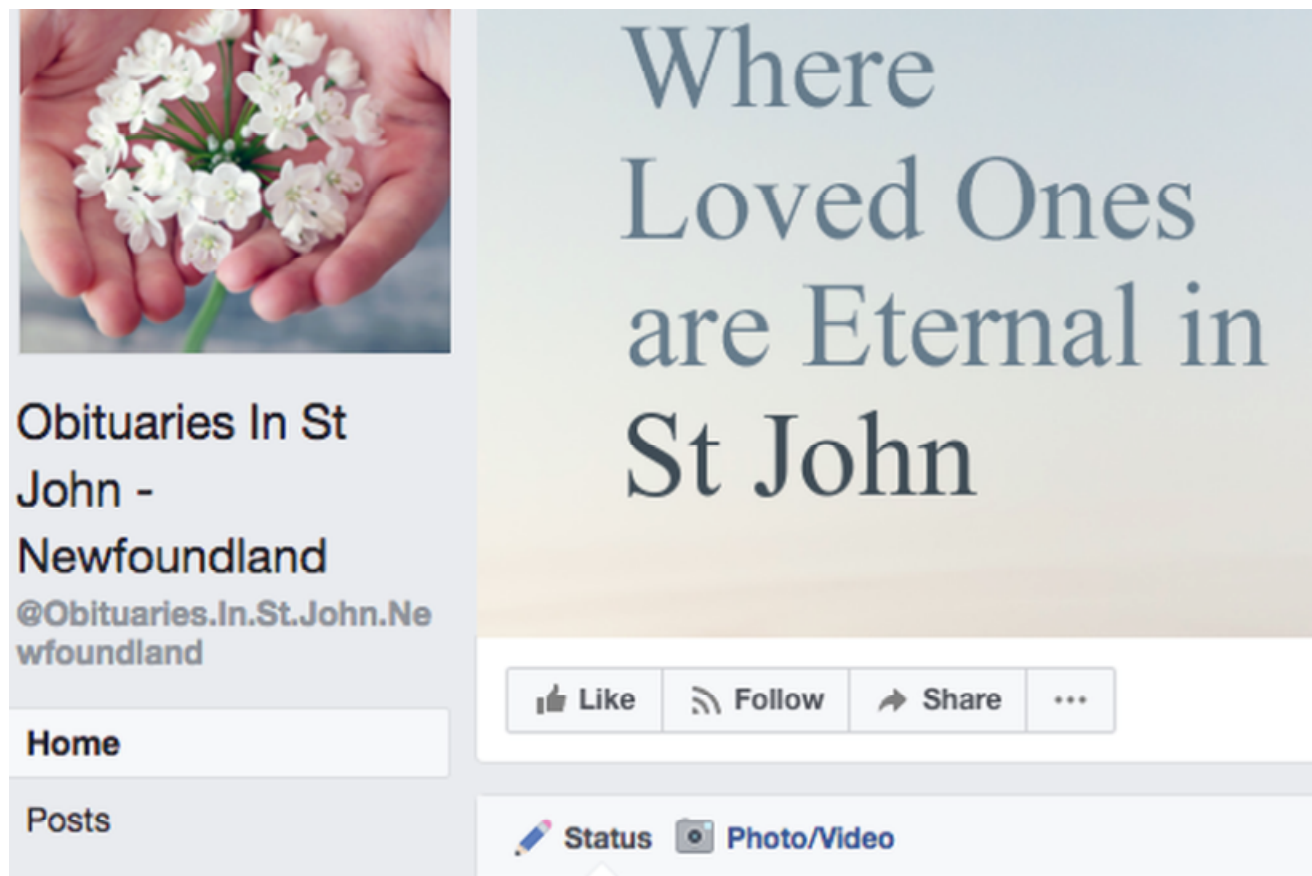 Where
Loved Ones
are Eternal in
St John
Obituaries In St
John -
Newfoundland
@Obituaries.In.St.John.Ne
wfoundland
Home
Posts
Like
Follow
Share
Status
Photo/Video